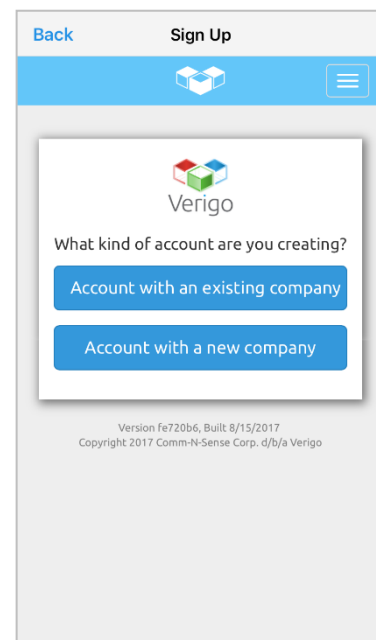 Back Sign Up
Verigo
What kind of account are you creating?
Account with an existing company
Account with a new company
Version fe720b6, Built 8/15/2017
Copyright 2017 Comm-N-Sense Corp. d/b/a Verigo